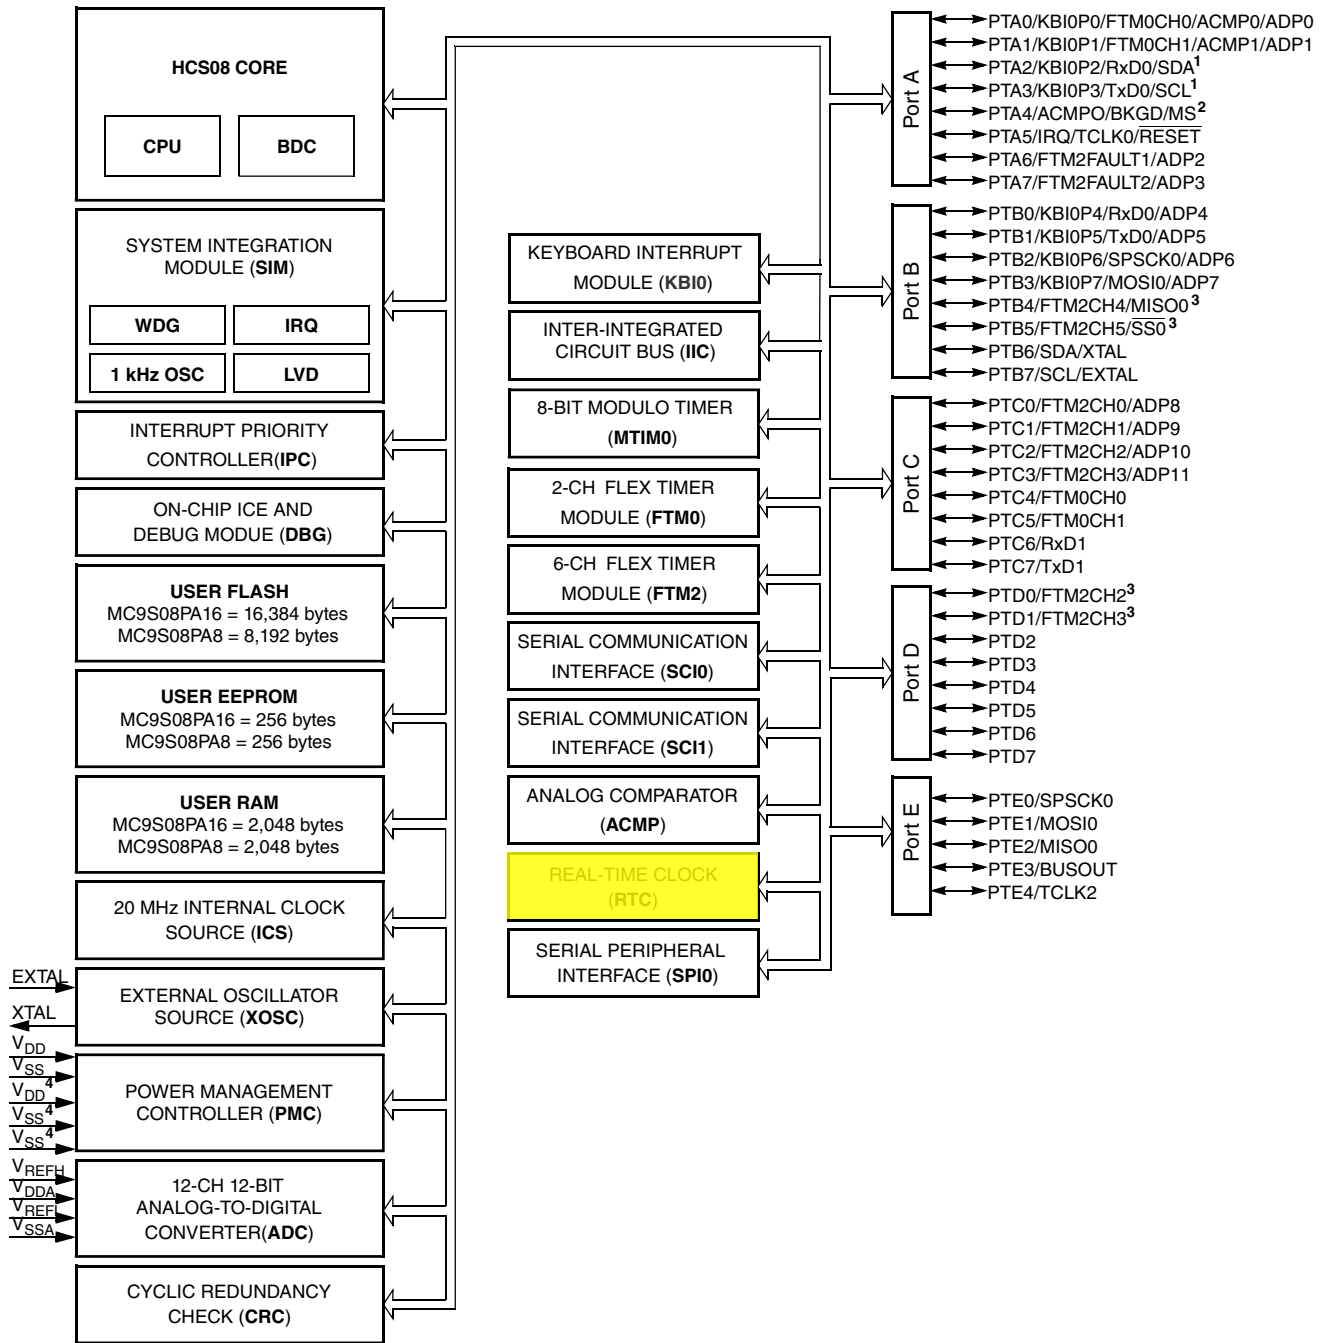 HCS08 CORE
CPU
BDC
SYSTEM INTEGRATION
MODULE (SIM)
WDG
IRQ
1 kHz OSC
LVD
INTERRUPT PRIORITY
CONTROLLER(IPC)
ON-CHIP ICE AND
DEBUG MODUE (DBG)
USER FLASH
MC9S08PA16 = 16,384 bytes
MC9S08PA8 = 8,192 bytes
USER EEPROM
MC9S08PA16 = 256 bytes
MC9S08PA8 = 256 bytes
USER RAM
MC9S08PA16 = 2,048 bytes
MC9S08PA8 = 2,048 bytes
20 MHz INTERNAL CLOCK
SOURCE (ICS)
EXTERNAL OSCILLATOR
SOURCE (XOSC)
POWER MANAGEMENT
CONTROLLER (PMC)
12-CH 12-BIT
ANALOG-TO-DIGITAL
CONVERTER(ADC)
CYCLIC REDUNDANCY
CHECK (CRC)
EXTAL
XTAL
VDD
VSS
VDD4
VSS4
VSS4
VREFH
VDDA
VREFL
VSSA
KEYBOARD INTERRUPT
MODULE (KBI0)
INTER-INTEGRATED
CIRCUIT BUS (IIC)
8-BIT MODULO TIMER
(MTIM0)
2-CH FLEX TIMER
MODULE (FTM0)
6-CH FLEX TIMER
MODULE (FTM2)
SERIAL COMMUNICATION
INTERFACE (SCI0)
SERIAL COMMUNICATION
INTERFACE (SCI1)
ANALOG COMPARATOR
(ACMP)
REAL-TIME CLOCK
(RTC)
SERIAL PERIPHERAL
INTERFACE (SPI0)
Port A
PTA0/KBI0P0/FTM0CH0/ACMP0/ADP0
PTA1/KBI0P1/FTM0CH1/ACMP1/ADP1
PTA2/KBI0P2/RxD0/SDA1
PTA3/KBI0P3/TxD0/SCL1
PTA4/ACMPO/BKGD/MS2
PTA5/IRQ/TCLK0/RESET
PTA6/FTM2FAULT1/ADP2
PTA7/FTM2FAULT2/ADP3
Port B
PTB0/KBI0P4/RxD0/ADP4
PTB1/KBI0P5/TxD0/ADP5
PTB2/KBI0P6/SPSCK0/ADP6
PTB3/KBI0P7/MOSI0/ADP7
PTB4/FTM2CH4/MISO0 3
PTB5/FTM2CH5/SS0 3
PTB6/SDA/XTAL
PTB7/SCL/EXTAL
Port C
PTC0/FTM2CH0/ADP8
PTC1/FTM2CH1/ADP9
PTC2/FTM2CH2/ADP10
PTC3/FTM2CH3/ADP11
PTC4/FTM0CH0
PTC5/FTM0CH1
PTC6/RxD1
PTC7/TxD1
Port D
PTD0/FTM2CH2 3
PTD1/FTM2CH3 3
PTD2
PTD3
PTD4
PTD5
PTD6
PTD7
Port E
PTE0/SPSCK0
PTE1/MOSI0
PTE2/MISO0
PTE3/BUSOUT
PTE4/TCLK2